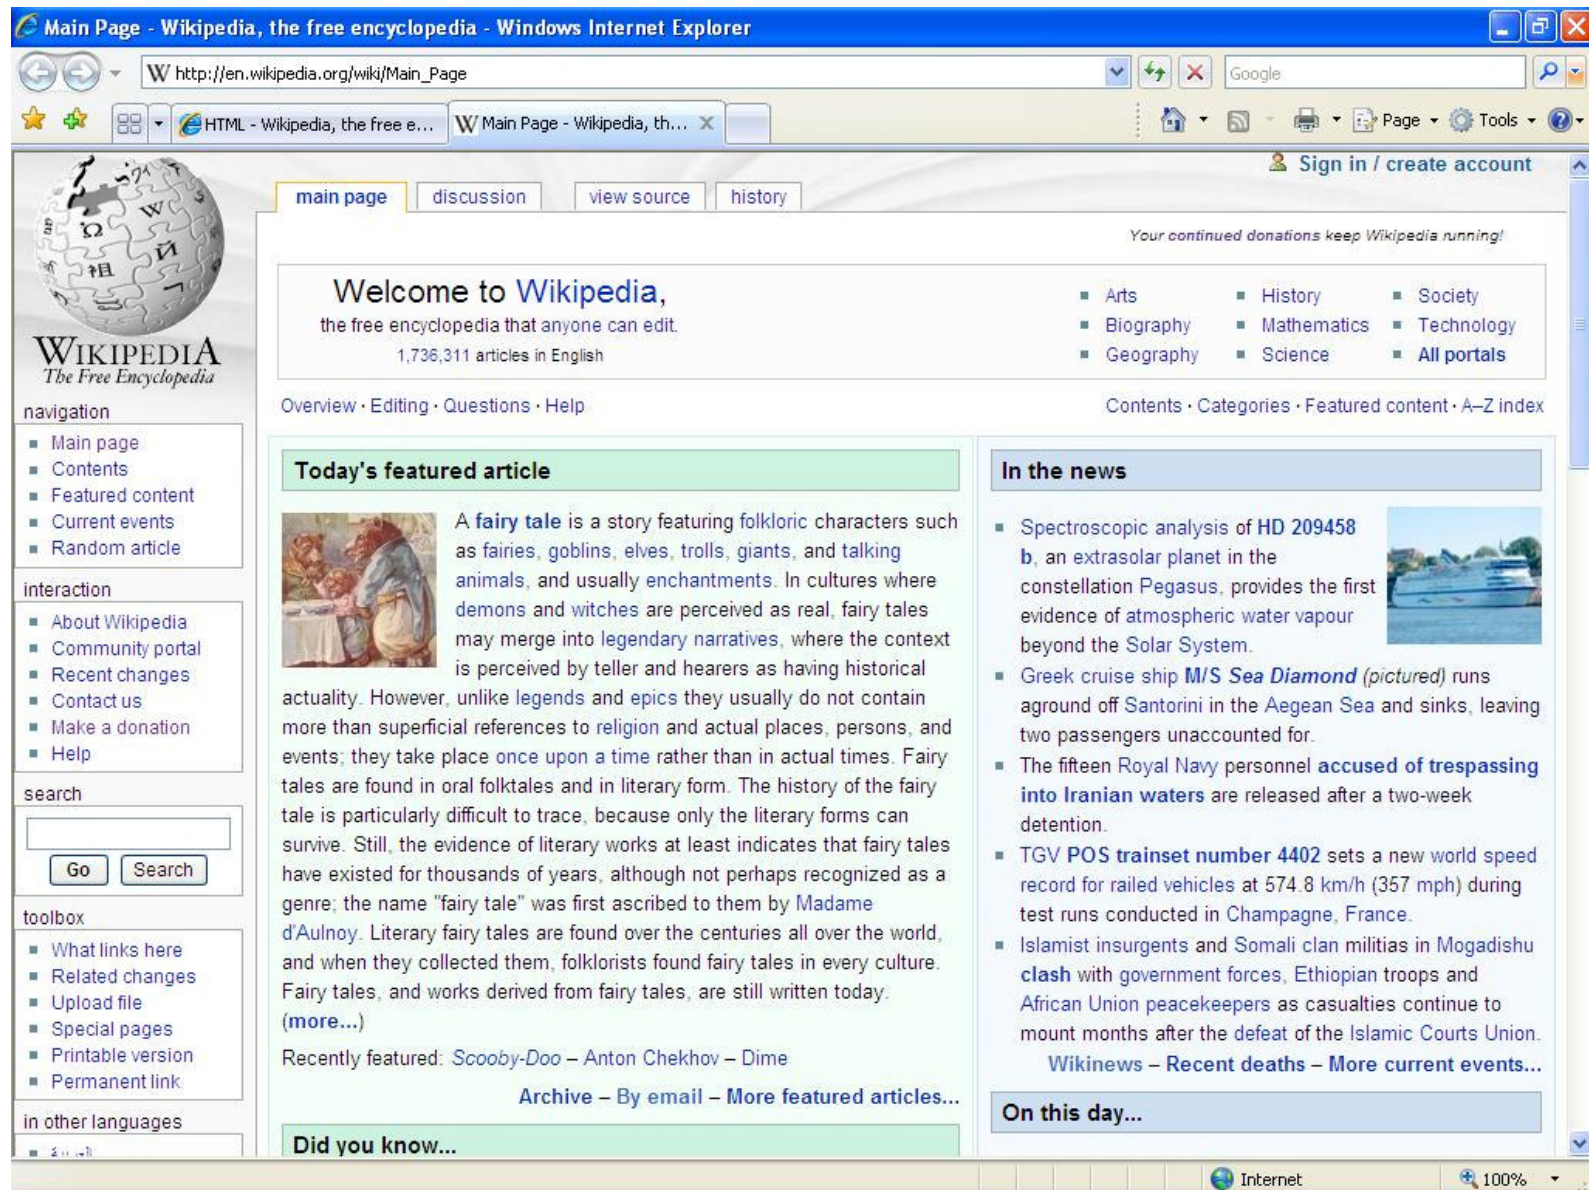 Main Page - Wikipedia, the free encyclopedia - Windows Internet Explorer
http://en.wikipedia.org/wiki/Main_Page
Google
HTML - Wikipedia, the free e...
Main Page - Wikipedia, th...
Page
Tools
Sign in / create account
main page
discussion
view source
history
Your continued donations keep Wikipedia running!
WIKIPEDIA
The Free Encyclopedia
navigation
Main page
Contents
Featured content
Current events
Random article
interaction
About Wikipedia
Community portal
Recent changes
Contact us
Make a donation
Help
search
Go
Search
toolbox
What links here
Related changes
Upload file
Special pages
Printable version
Permanent link
in other languages
Welcome to Wikipedia,
the free encyclopedia that anyone can edit.
1,736,311 articles in English
Arts
History
Society
Biography
Mathematics
Technology
Geography
Science
All portals
Overview · Editing · Questions · Help
Contents · Categories · Featured content · A–Z index
Today's featured article
A fairy tale is a story featuring folkloric characters such
as fairies, goblins, elves, trolls, giants, and talking
animals, and usually enchantments. In cultures where
demons and witches are perceived as real, fairy tales
may merge into legendary narratives, where the context
is perceived by teller and hearers as having historical
actuality. However, unlike legends and epics they usually do not contain
more than superficial references to religion and actual places, persons, and
events; they take place once upon a time rather than in actual times. Fairy
tales are found in oral folktales and in literary form. The history of the fairy
tale is particularly difficult to trace, because only the literary forms can
survive. Still, the evidence of literary works at least indicates that fairy tales
have existed for thousands of years, although not perhaps recognized as a
genre; the name "fairy tale" was first ascribed to them by Madame
d'Aulnoy. Literary fairy tales are found over the centuries all over the world,
and when they collected them, folklorists found fairy tales in every culture.
Fairy tales, and works derived from fairy tales, are still written today.
(more...)
Recently featured: Scooby-Doo – Anton Chekhov – Dime
Archive – By email – More featured articles...
Did you know...
In the news
Spectroscopic analysis of HD 209458
b, an extrasolar planet in the
constellation Pegasus, provides the first
evidence of atmospheric water vapour
beyond the Solar System.
Greek cruise ship M/S Sea Diamond (pictured) runs
aground off Santorini in the Aegean Sea and sinks, leaving
two passengers unaccounted for.
The fifteen Royal Navy personnel accused of trespassing
into Iranian waters are released after a two-week
detention.
TGV POS trainset number 4402 sets a new world speed
record for railed vehicles at 574.8 km/h (357 mph) during
test runs conducted in Champagne, France.
Islamist insurgents and Somali clan militias in Mogadishu
clash with government forces, Ethiopian troops and
African Union peacekeepers as casualties continue to
mount months after the defeat of the Islamic Courts Union.
Wikinews – Recent deaths – More current events...
On this day...
Internet
100%